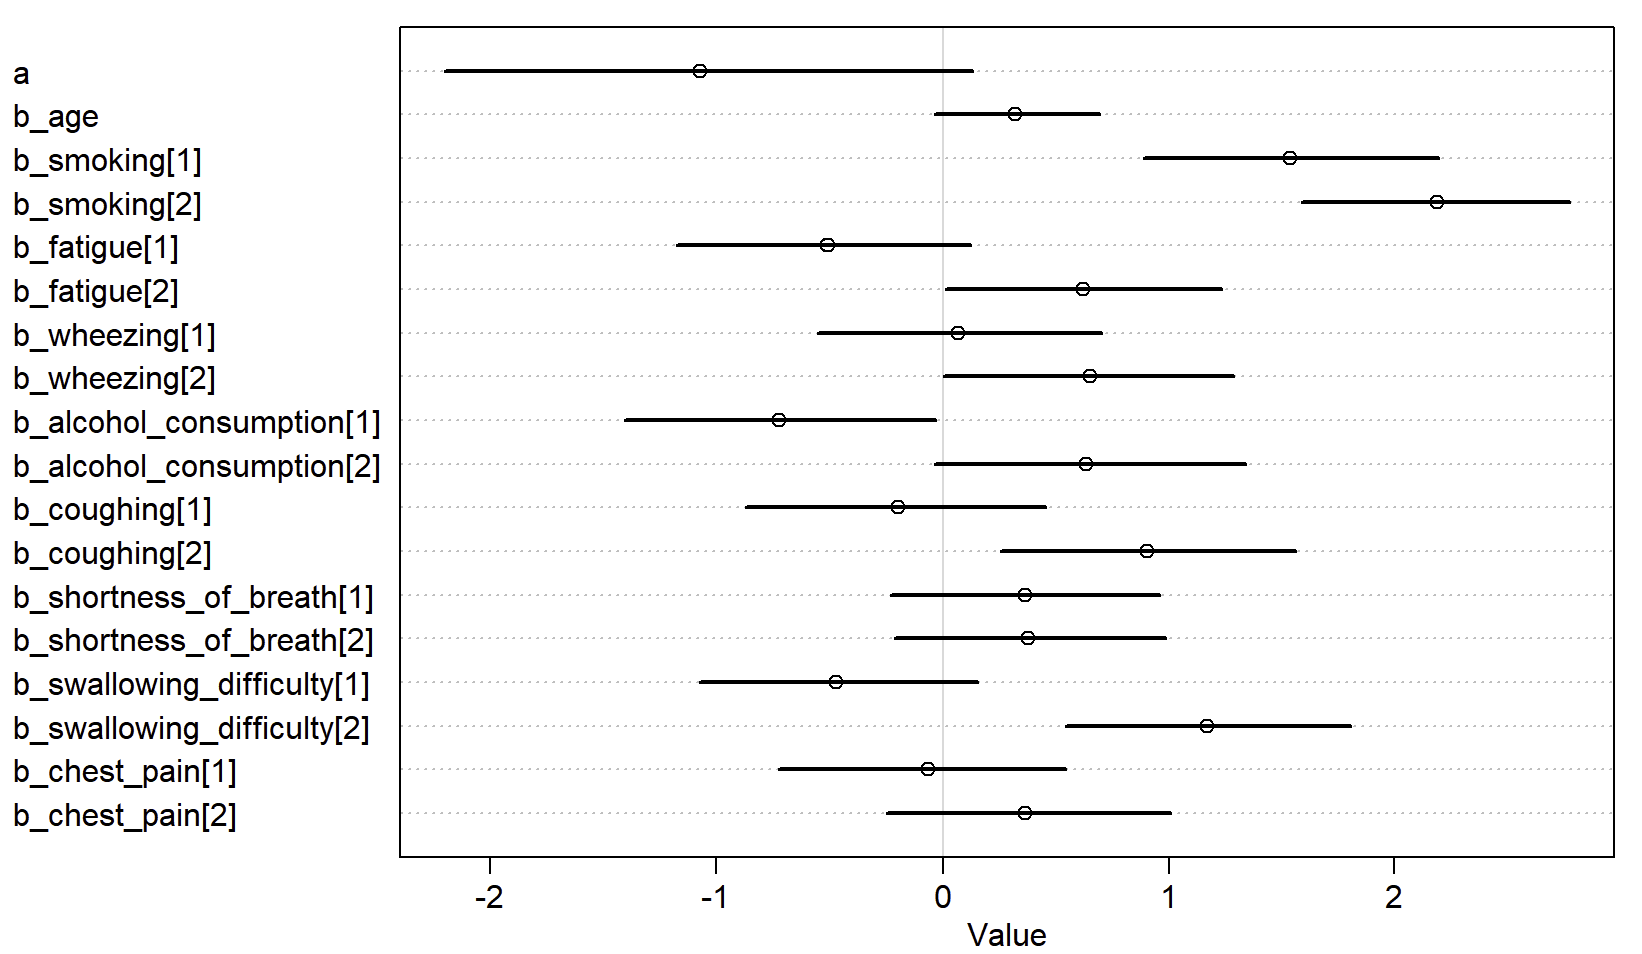 a
b_age
b_smoking[1]
b_smoking[2]
b_fatigue[1]
b_fatigue[2]
b_wheezing[1]
b_wheezing[2]
b_alcohol_consumption[1]
b_alcohol_consumption[2]
b_coughing[1]
b_coughing[2]
b_shortness_of_breath[1]
b_shortness_of_breath[2]
b_swallowing_difficulty[1]
b_swallowing_difficulty[2]
b_chest_pain[1]
b_chest_pain[2]
-2 -1 0 1 2
Value